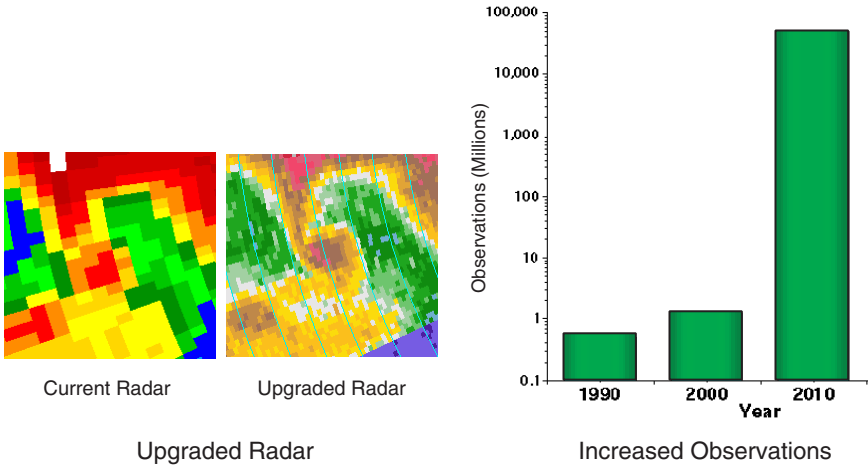 Current Radar
Upgraded Radar
Upgraded Radar
100,000
10,000
1,000
100
10
1
0.1
Observations (Millions)
1990 2000 2010
Year
Increased Observations